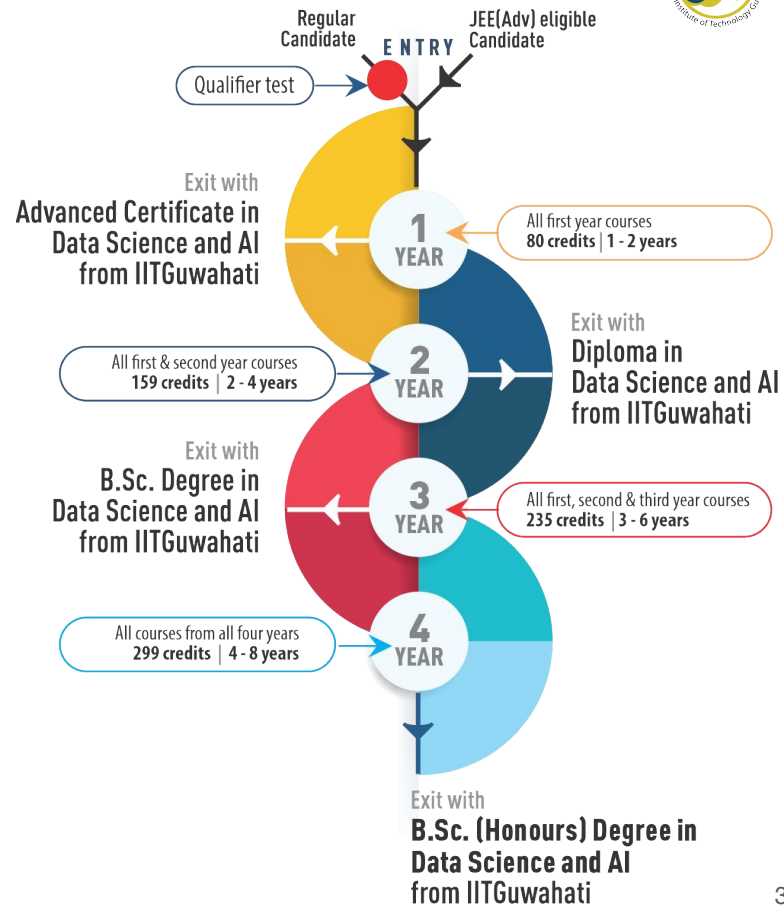 Institute of Technology Gu
Regular
Candidate
ENTRY
JEE(Adv) eligible
Candidate
Qualifier test
Exit with
Advanced Certificate in
Data Science and AI
from IITGuwahati
1
YEAR
All first year courses
80 credits | 1 - 2 years
All first & second year courses
159 credits | 2 - 4 years
2
YEAR
Exit with
Diploma in
Data Science and AI
from IITGuwahati
Exit with
B.Sc. Degree in
Data Science and AI
from IITGuwahati
3
YEAR
All first, second & third year courses
235 credits | 3 - 6 years
All courses from all four years
299 credits | 4 - 8 years
4
YEAR
Exit with
B.Sc. (Honours) Degree in
Data Science and AI
from IITGuwahati
3